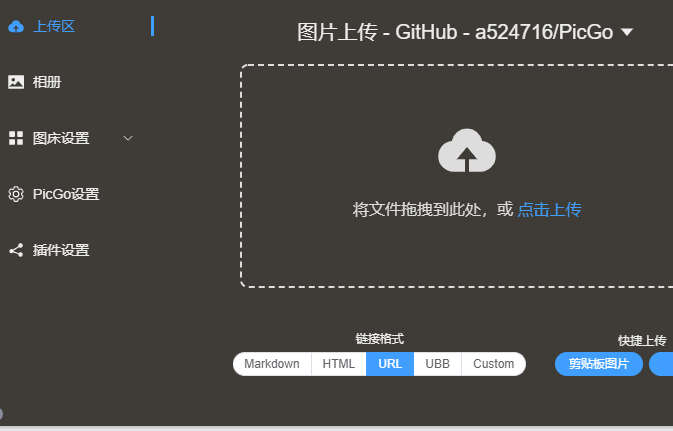 上传区
相册
图床设置
PicGo设置
插件设置
图片上传 - GitHub - a524716/PicGo
将文件拖拽到此处，或 点击上传
链接格式
Markdown HTML URL UBB Custom
快捷上传
剪贴板图片